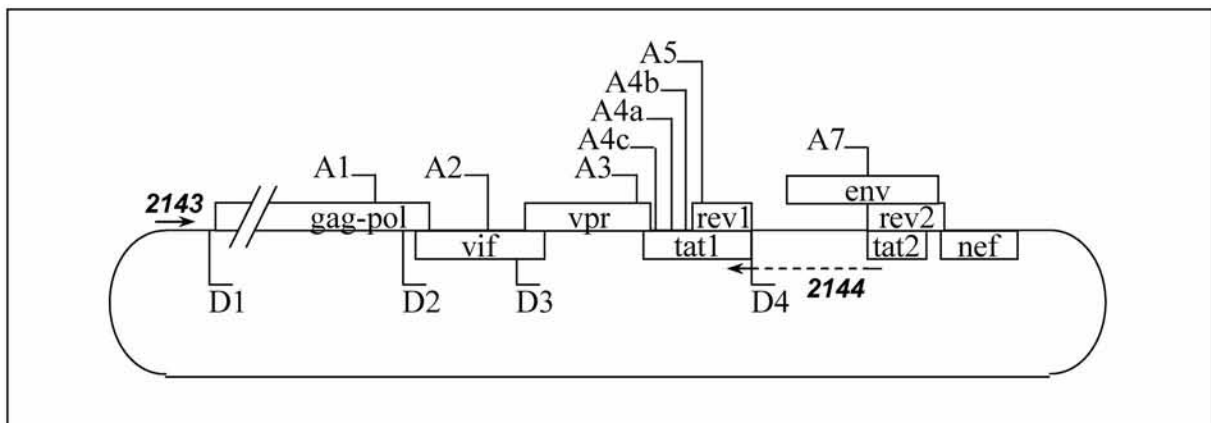 A5
A4b
A4a
A4c
A7
A1
A2
A3
env
2143
gag-pol
vpr
rev1
rev2
vif
tat1
tat2
nef
2144
D1
D2
D3
D4